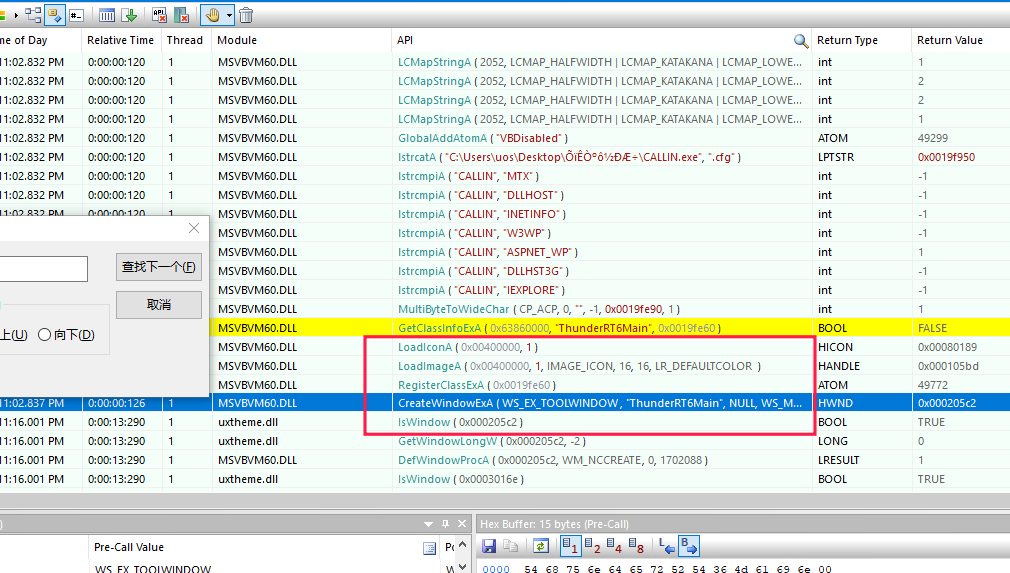 me of Day Relative Time Thread Module API Return Type Return Value
11:02.832 PM 0:00:00:120 1 MSVBVM60.DLL LCMapStringA ( 2052, LCMAP_HALFWIDTH | LCMAP_KATAKANA | LCMAP_LOWE... int 1
11:02.832 PM 0:00:00:120 1 MSVBVM60.DLL LCMapStringA ( 2052, LCMAP_HALFWIDTH | LCMAP_KATAKANA | LCMAP_LOWE... int 2
11:02.832 PM 0:00:00:120 1 MSVBVM60.DLL LCMapStringA ( 2052, LCMAP_HALFWIDTH | LCMAP_KATAKANA | LCMAP_LOWE... int 2
11:02.832 PM 0:00:00:120 1 MSVBVM60.DLL LCMapStringA ( 2052, LCMAP_HALFWIDTH | LCMAP_KATAKANA | LCMAP_LOWE... int 1
11:02.832 PM 0:00:00:120 1 MSVBVM60.DLL GlobalAddAtomA ( "VBDisabled" ) ATOM 49299
11:02.832 PM 0:00:00:120 1 MSVBVM60.DLL lstrcatA ( "C:\Users\uos\Desktop\ÕïÊÒºô½ÐÆ÷\CALLIN.exe", ".cfg" ) LPTSTR 0x0019f950
11:02.832 PM 0:00:00:120 1 MSVBVM60.DLL lstrcmpiA ( "CALLIN", "MTX" ) int -1
11:02.832 PM 0:00:00:120 1 MSVBVM60.DLL lstrcmpiA ( "CALLIN", "DLLHOST" ) int -1
11:02.832 PM 0:00:00:120 1 MSVBVM60.DLL lstrcmpiA ( "CALLIN", "INETINFO" ) int -1
MSVBVM60.DLL lstrcmpiA ( "CALLIN", "W3WP" ) int -1
MSVBVM60.DLL lstrcmpiA ( "CALLIN", "ASPNET_WP" ) int -1
MSVBVM60.DLL lstrcmpiA ( "CALLIN", "DLLHST3G" ) int -1
MSVBVM60.DLL lstrcmpiA ( "CALLIN", "IEXPLORE" ) int -1
MSVBVM60.DLL MultiByteToWideChar ( CP_ACP, 0, "", -1, 0x0019fe90, 1 ) int 1
MSVBVM60.DLL GetClassInfoExA ( 0x63860000, "ThunderRT6Main", 0x0019fe60 ) BOOL FALSE
MSVBVM60.DLL LoadIconA ( 0x00400000, 1 ) HICON 0x00080189
MSVBVM60.DLL LoadImageA ( 0x00400000, 1, IMAGE_ICON, 16, 16, LR_DEFAULTCOLOR ) HANDLE 0x000105bd
MSVBVM60.DLL RegisterClassExA ( 0x0019fe60 ) ATOM 49772
11:02.837 PM 0:00:00:126 1 MSVBVM60.DLL CreateWindowExA ( WS_EX_TOOLWINDOW , "ThunderRT6Main", NULL, WS_M... HWND 0x000205c2
11:16.001 PM 0:00:13:290 1 uxtheme.dll IsWindow ( 0x000205c2 ) BOOL TRUE
11:16.001 PM 0:00:13:290 1 uxtheme.dll GetWindowLongW ( 0x000205c2, -2 ) LONG 0
11:16.001 PM 0:00:13:290 1 MSVBVM60.DLL DefWindowProcA ( 0x000205c2, WM_NCCREATE, 0, 1702088 ) LRESULT 1
11:16.001 PM 0:00:13:290 1 uxtheme.dll IsWindow ( 0x0003016e ) BOOL TRUE
查找下一个(F)
取消
上(U) 向下(D)
) Hex Buffer: 15 bytes (Pre-Call)
Pre-Call Value
WS_EX_TOOLWINDOW
1 2 4 8 L B
0000 54 68 75 6e 64 65 72 52 54 36 4d 61 69 6e 00